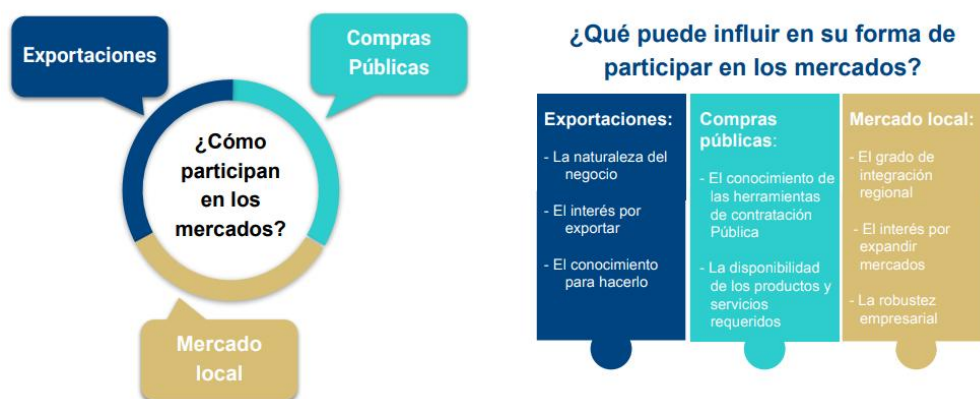 Exportaciones
Compras
Públicas
¿Cómo
participan
en los
mercados?
Mercado
local
¿Qué puede influir en su forma de
participar en los mercados?
Exportaciones:
- La naturaleza del
negocio
- El interés por
exportar
- El conocimiento
para hacerlo
Compras
públicas:
- El conocimiento de
las herramientas
de contratación
Pública
- La disponibilidad
de los productos y
servicios
requeridos
Mercado local:
- El grado de
integración
regional
- El interés por
expandir
mercados
- La robustez
empresarial